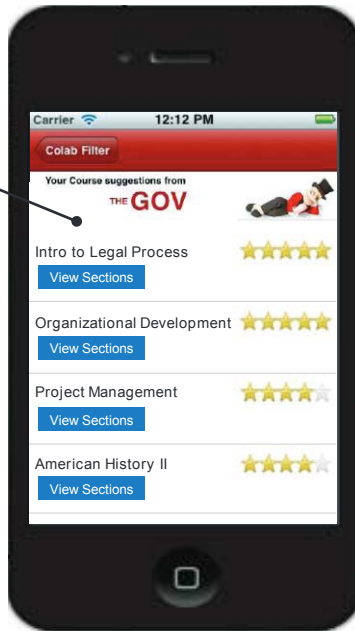 Carrier 12:12 PM
Colab Filter
Your Course suggestions from
THE GOV
Intro to Legal Process
View Sections
Organizational Development
View Sections
Project Management
View Sections
American History II
View Sections